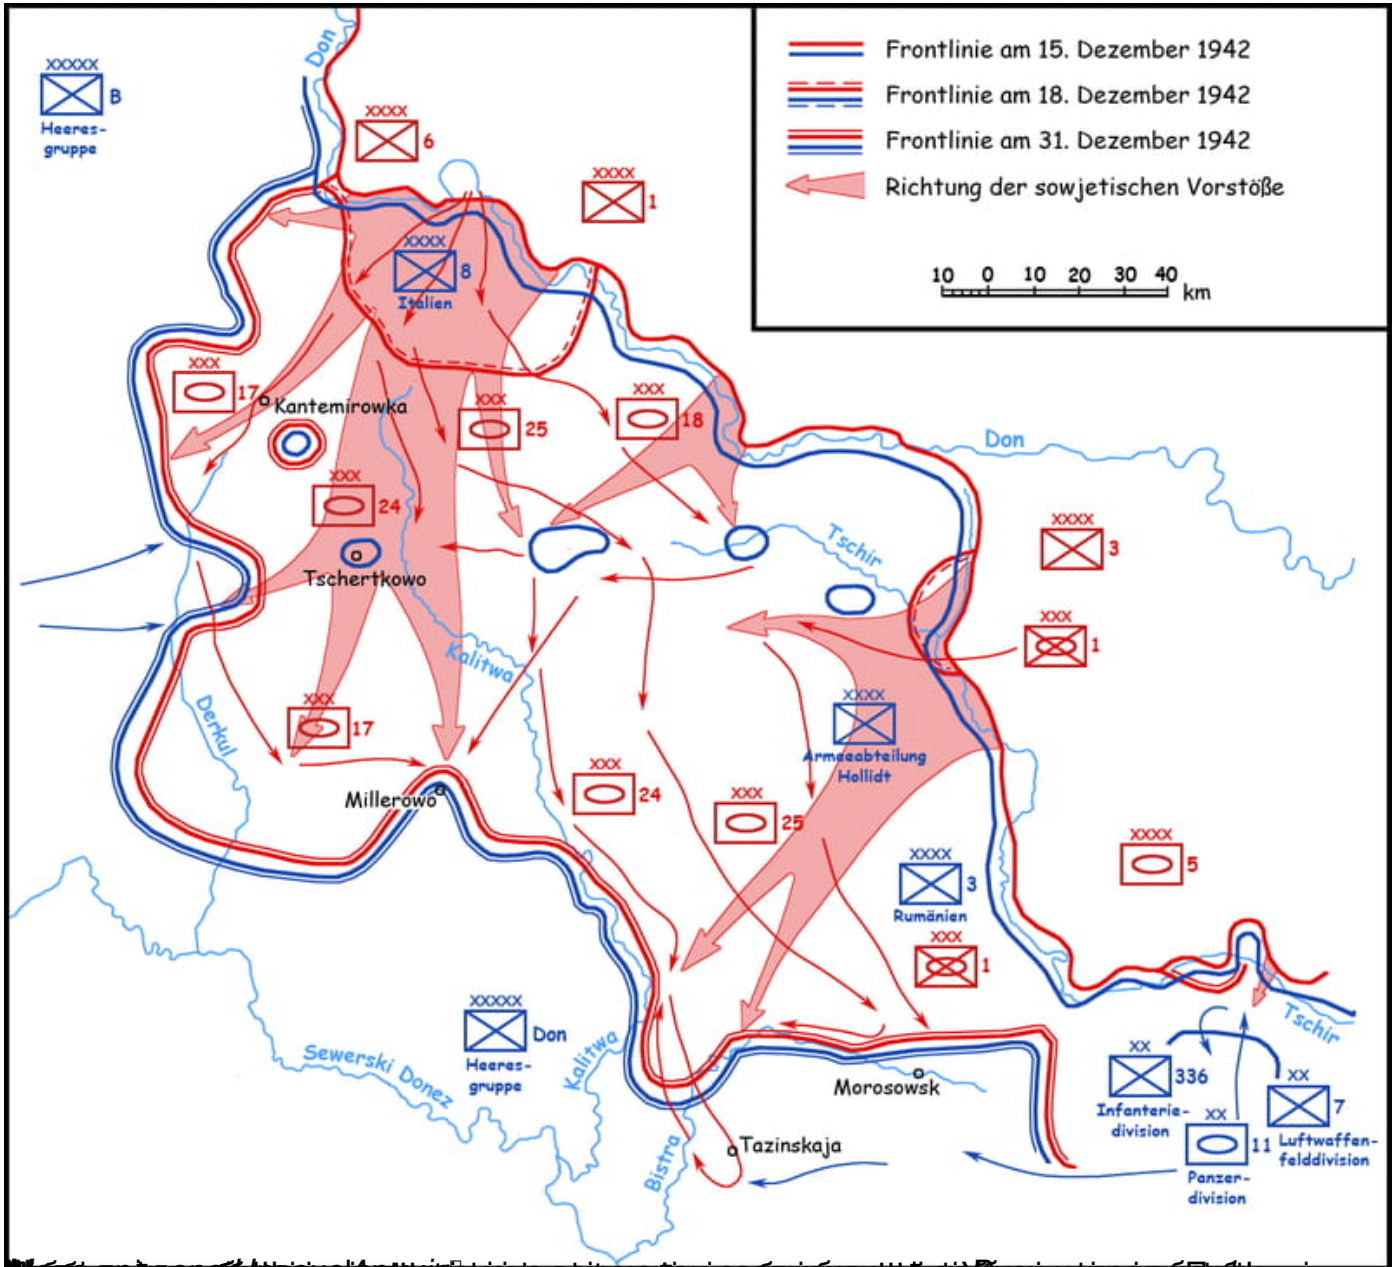 Frontlinie am 15. Dezember 1942
Frontlinie am 18. Dezember 1942
Frontlinie am 31. Dezember 1942
Richtung der sowjetischen Vorstöße
10 0 10 20 30 40
km
XXXXX
B
Heeres-
gruppe
Don
XXXX
6
XXXX
1
XXXX
8
Italien
XXX
17
Kantemirowka
XXX
25
XXX
18
Don
XXX
24
Tschertkowo
Tschir
XXXX
3
XXX
1
Kalitwa
Derkul
XXX
17
XXXX
Armeeabteilung
Hollidt
Millerowo
XXX
24
XXX
25
XXXX
5
XXXX
3
Rumänien
XXX
1
XXXXX
Don
Heeres-
gruppe
Sewerski Donez
Kalitwa
Bistra
Morosowsk
Tazinskaja
Tschir
XX
336
Infanterie-
division
XX
7
Luftwaffen-
felddivision
XX
11
Panzer-
division